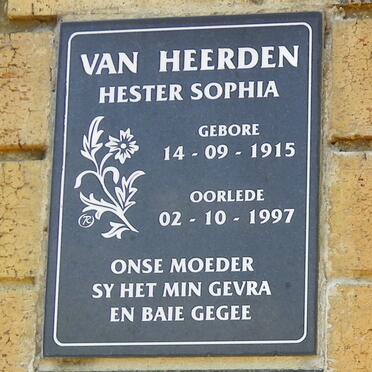 VAN HEERDEN
HESTER SOPHIA
GEBORE
14 - 09 - 1915
OORLEDE
02 - 10 - 1997
ONSE MOEDER
SY HET MIN GEVRA
EN BAIE GEGEE